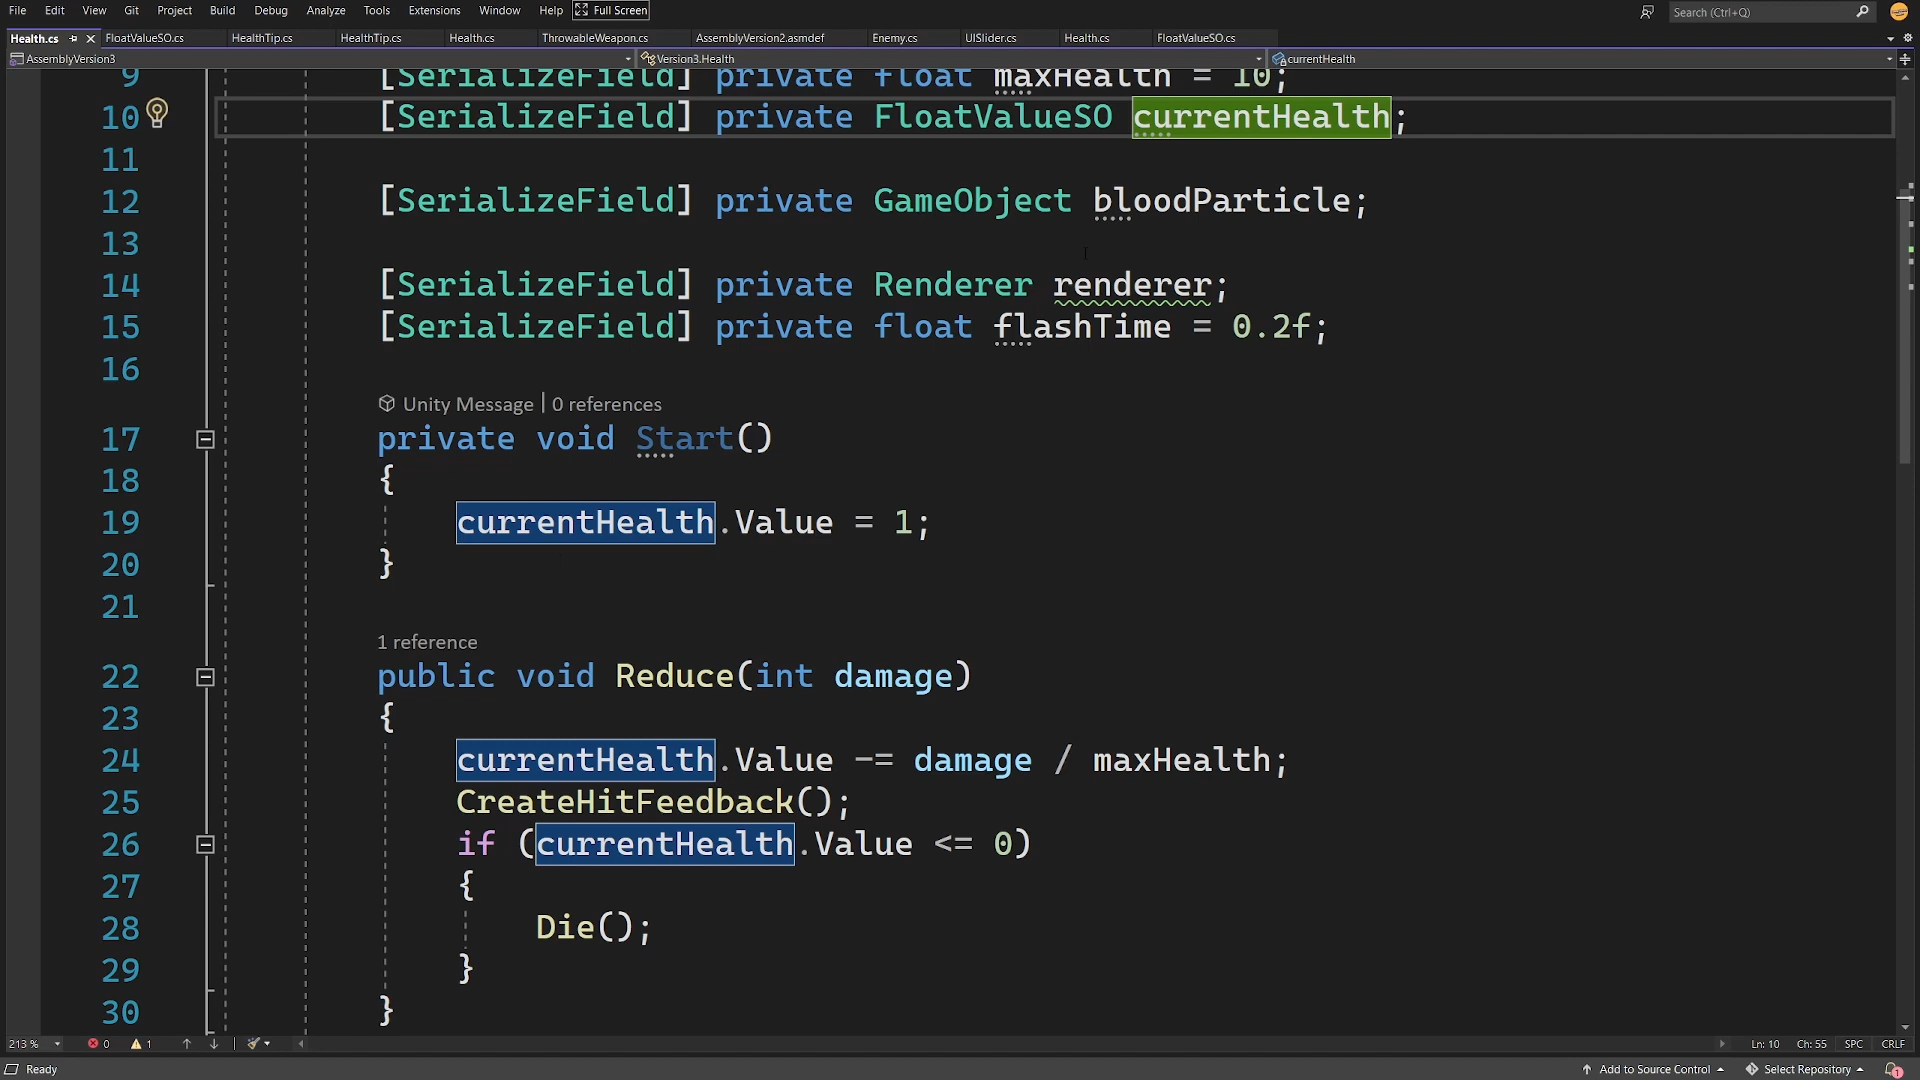 File Edit View Git Project Build Debug Analyze Tools Extensions Window Help Full Screen Search (Ctrl+Q)
Health.cs FloatValueSO.cs HealthTip.cs HealthTip.cs Health.cs ThrowableWeapon.cs AssemblyVersion2.asmdef Enemy.cs UISlider.cs Health.cs FloatValueSO.cs
AssemblyVersion3 Version3.Health currentHealth
9 [SerializeField] private float maxHealth = 10;
10 [SerializeField] private FloatValueSO currentHealth;
11
12 [SerializeField] private GameObject bloodParticle;
13
14 [SerializeField] private Renderer renderer;
15 [SerializeField] private float flashTime = 0.2f;
16
Unity Message | 0 references
17 private void Start()
18 {
19 currentHealth.Value = 1;
20 }
21
1 reference
22 public void Reduce(int damage)
23 {
24 currentHealth.Value -= damage / maxHealth;
25 CreateHitFeedback();
26 if (currentHealth.Value <= 0)
27 {
28 Die();
29 }
30 }
213 % 0 1 Ln: 10 Ch: 55 SPC CRLF
Ready Add to Source Control Select Repository 1